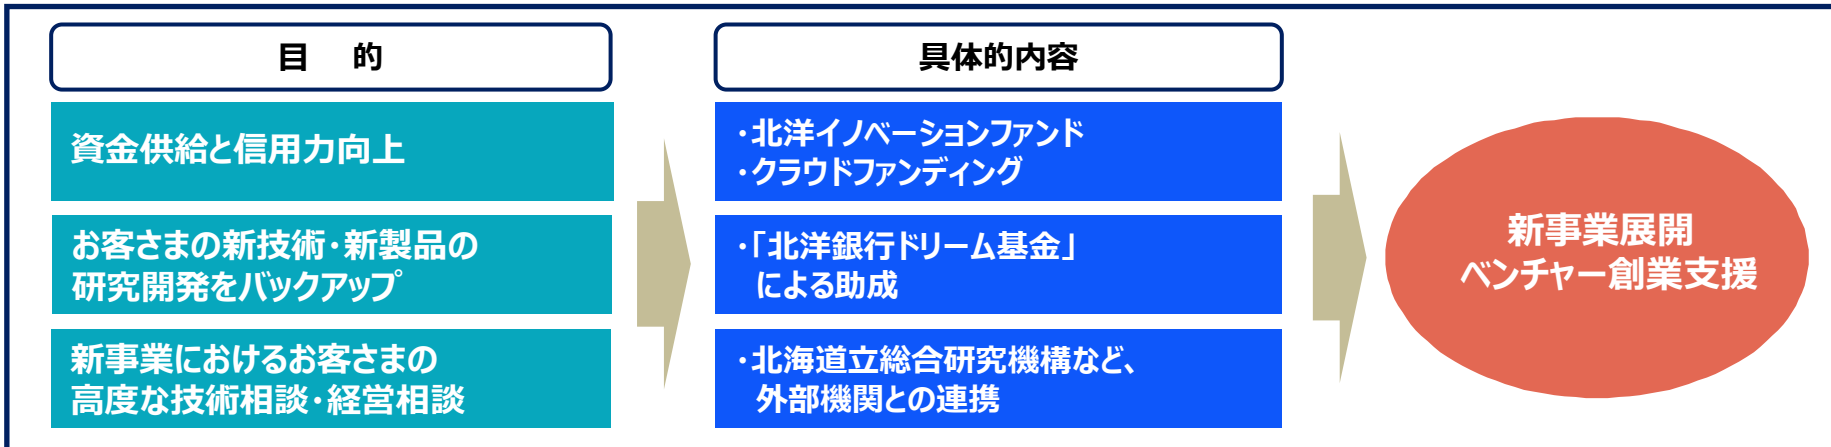 目 的
資金供給と信用力向上
お客さまの新技術・新製品の
研究開発をバックアップ
新事業におけるお客さまの
高度な技術相談・経営相談
具体的内容
・北洋イノベーションファンド
・クラウドファンディング
・「北洋銀行ドリーム基金」
による助成
・北海道立総合研究機構など、
外部機関との連携
新事業展開
ベンチャー創業支援